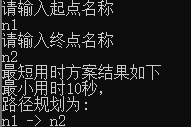 请输入起点名称
n1
请输入终点名称
n2
最短用时方案结果如下
最小用时10秒,
路径规划为:
n1 -> n2